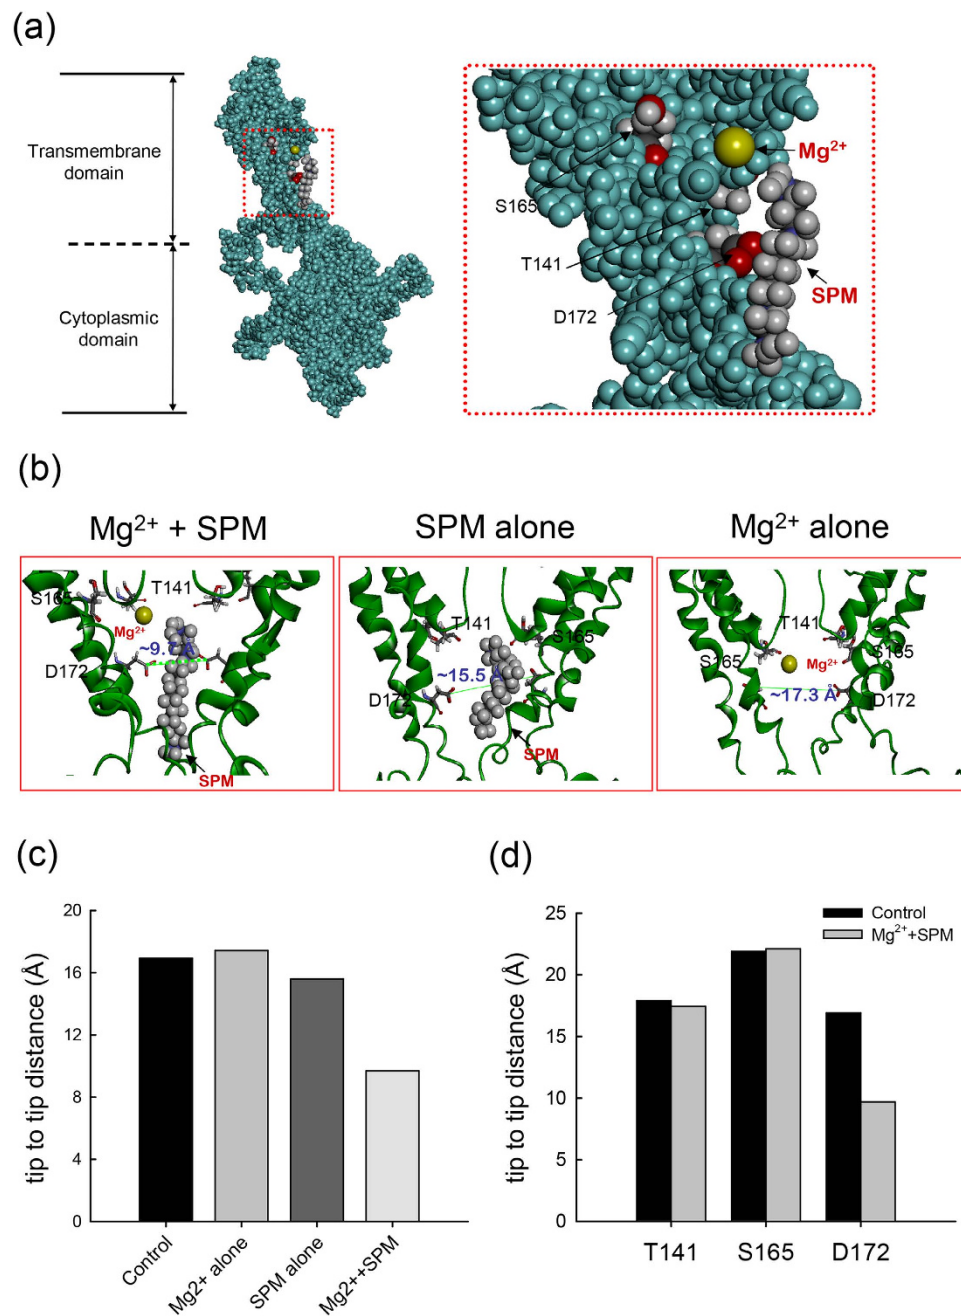 (a)
Transmembrane
domain
Cytoplasmic
domain
S165
T141
D172
Mg²⁺
SPM
(b)
Mg²⁺ + SPM
SPM alone
Mg²⁺ alone
S165
T141
Mg²⁺
~9.
D172
SPM
T141
S165
~15.5
D172
SPM
T141
S165
S165
Mg²⁺
~17.3 Å
D172
(c)
tip to tip distance (Å)
20
16
12
8
4
0
Control
Mg2+ alone
SPM alone
Mg2++SPM
(d)
tip to tip distance (Å)
25
20
15
10
5
0
Control
Mg²⁺+SPM
T141
S165
D172